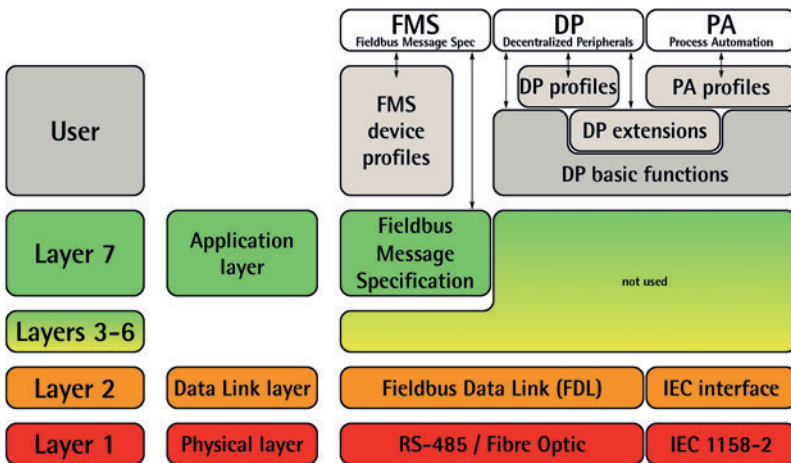 FMS
Fieldbus Message Spec
DP
Decentralized Peripherals
PA
Process Automation
User
FMS
device
profiles
DP profiles
PA profiles
DP extensions
DP basic functions
Layer 7
Application
layer
Fieldbus
Message
Specification
not used
Layers 3-6
Layer 2
Data Link layer
Fieldbus Data Link (FDL)
IEC interface
Layer 1
Physical layer
RS-485 / Fibre Optic
IEC 1158-2